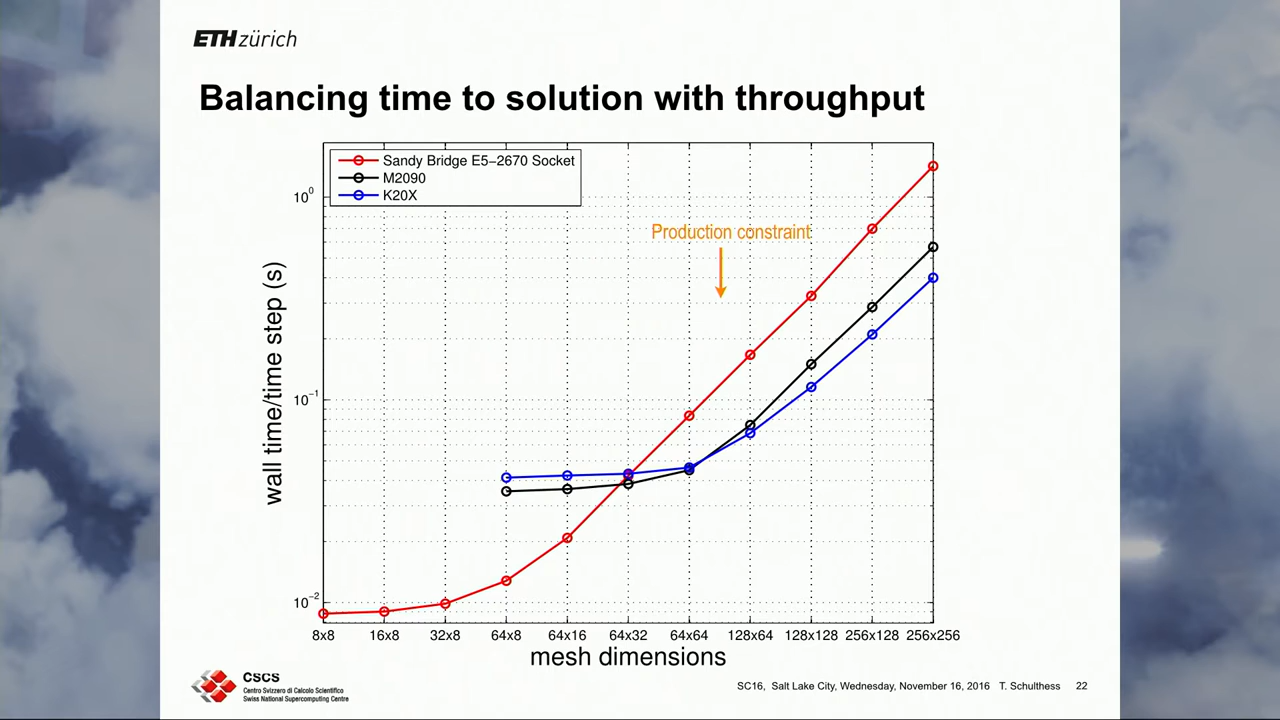 ETH zürich
Balancing time to solution with throughput
Sandy Bridge E5−2670 Socket
M2090
K20X
10^0
Production constraint
wall time/time step (s)
10^−1
10^−2
8x8 16x8 32x8 64x8 64x16 64x32 64x64 128x64 128x128 256x128 256x256
mesh dimensions
CSCS
Centro Svizzero di Calcolo Scientifico
Swiss National Supercomputing Centre
SC16, Salt Lake City, Wednesday, November 16, 2016 T. Schulthess 22